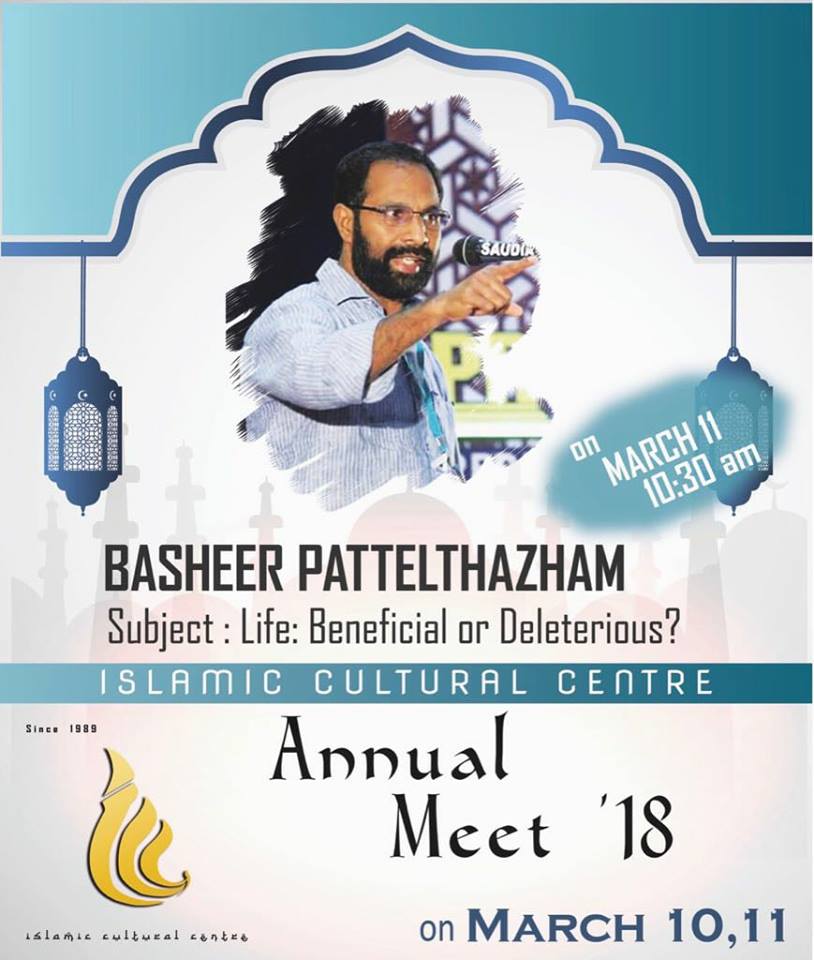 SAUDIA
on
MARCH 11
10:30 am
BASHEER PATTELTHAZHAM
Subject : Life: Beneficial or Deleterious?
ISLAMIC CULTURAL CENTRE
Since 1989
Annual
Meet '18
islamic cultural centre
on MARCH 10,11